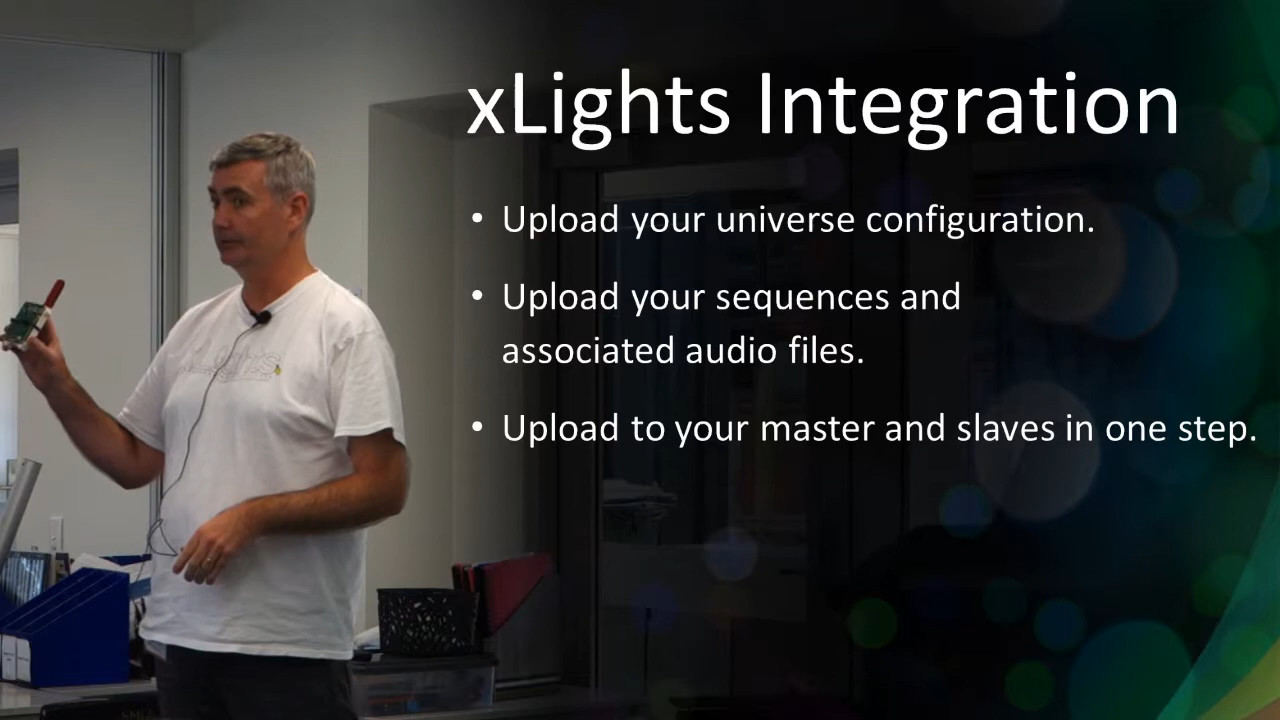 xLights Integration
• Upload your universe configuration.
• Upload your sequences and
associated audio files.
• Upload to your master and slaves in one step.
xLights